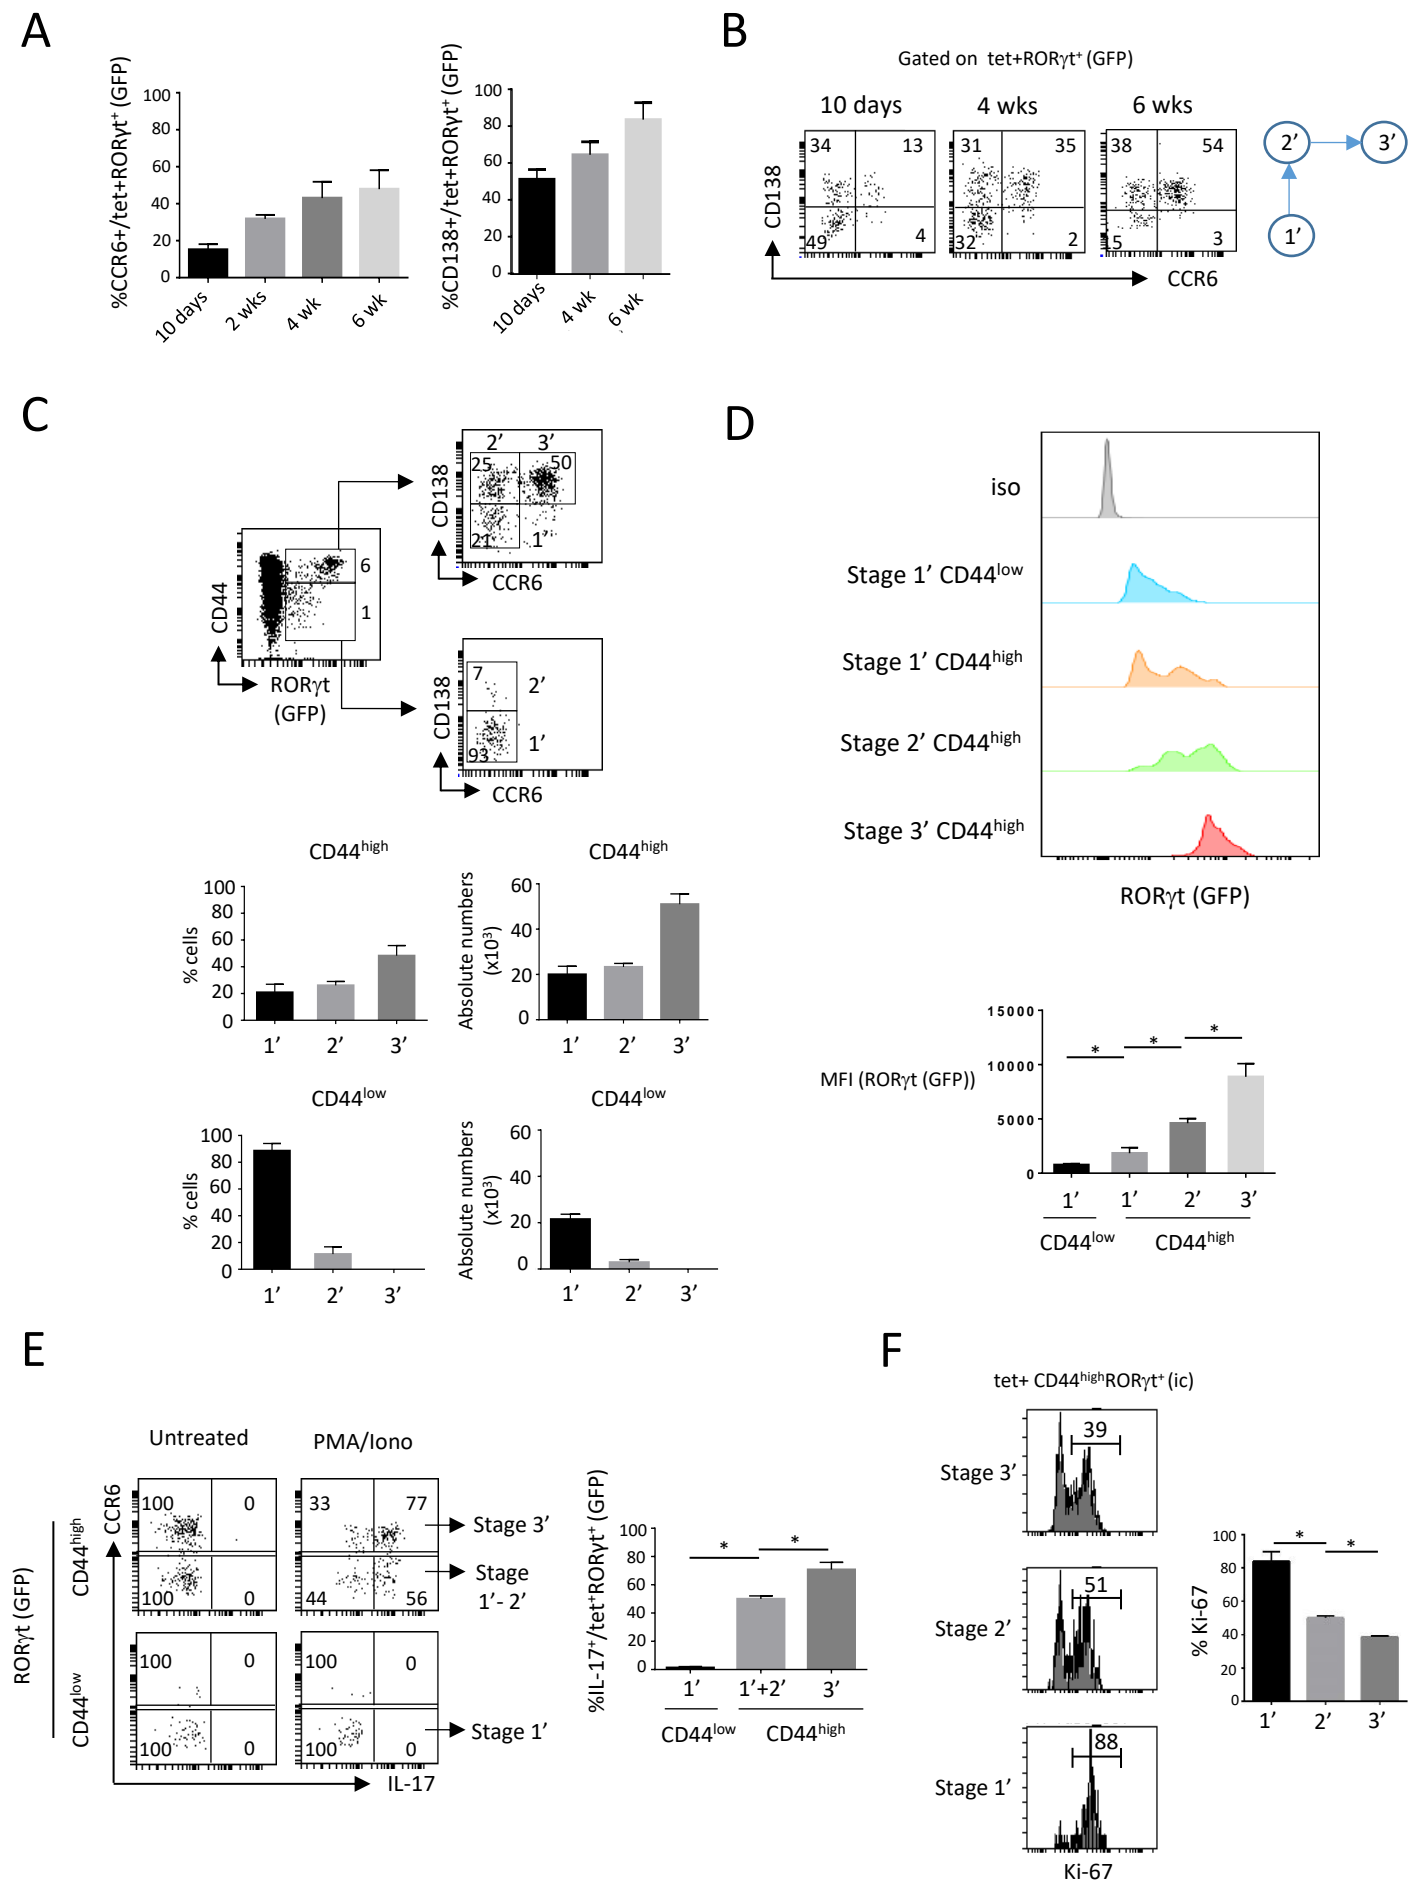 A
%CCR6+/tet+RORγt⁺ (GFP)
100
80
60
40
20
0
10 days
2 wks
4 wk
6 wk
%CD138+/tet+RORγt⁺ (GFP)
100
80
60
40
20
0
10 days
4 wk
6 wk
B
Gated on tet+RORγt⁺ (GFP)
10 days
4 wks
6 wks
CD138
34
13
49
4
31
35
32
2
38
54
15
3
CCR6
2’
3’
1’
C
CD44
6
1
RORγt
(GFP)
CD138
2’
3’
25
50
21
1’
CCR6
CD138
7
2’
93
1’
CCR6
CD44high
% cells
100
80
60
40
20
0
1’
2’
3’
CD44high
Absolute numbers
(x10³)
60
40
20
0
1’
2’
3’
CD44low
% cells
100
80
60
40
20
0
1’
2’
3’
CD44low
Absolute numbers
(x10³)
60
40
20
0
1’
2’
3’
D
iso
Stage 1’ CD44low
Stage 1’ CD44high
Stage 2’ CD44high
Stage 3’ CD44high
RORγt (GFP)
MFI (RORγt (GFP))
15000
10000
5000
0
*
*
*
1’
1’
2’
3’
CD44low
CD44high
E
Untreated
PMA/Iono
RORγt (GFP)
CD44high
CD44low
CCR6
100
0
100
0
33
77
44
56
Stage 3’
Stage
1’- 2’
100
0
100
0
100
0
100
0
Stage 1’
IL-17
%IL-17⁺/tet⁺RORγt⁺ (GFP)
100
80
60
40
20
0
*
*
1’
1’+2’
3’
CD44low
CD44high
F
tet+ CD44highRORγt⁺ (ic)
Stage 3’
39
Stage 2’
51
Stage 1’
88
Ki-67
% Ki-67
100
80
60
40
20
0
*
*
1’
2’
3’